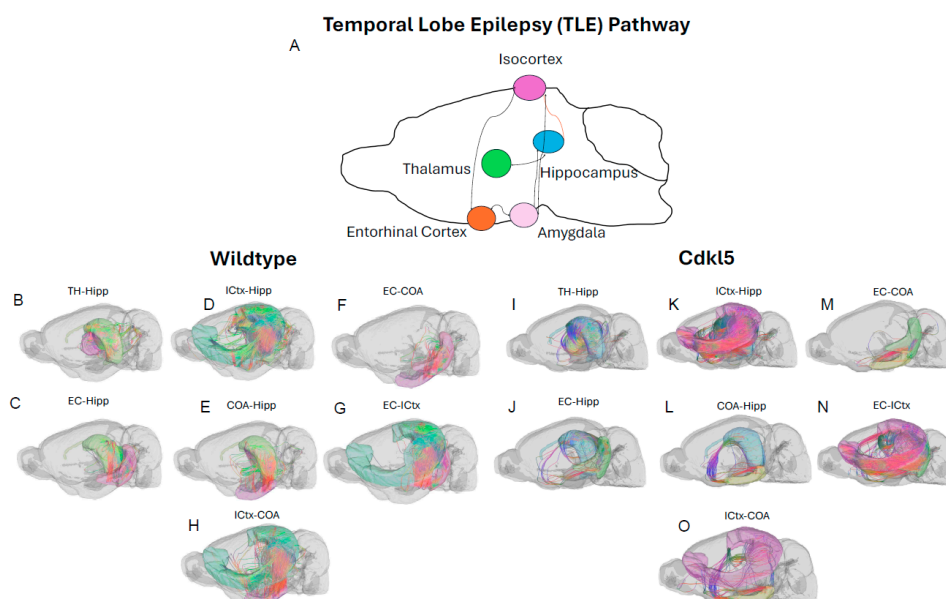 Temporal Lobe Epilepsy (TLE) Pathway
A
Isocortex
Thalamus
Hippocampus
Entorhinal Cortex
Amygdala
Wildtype
Cdkl5
B
TH-Hipp
D
ICtx-Hipp
F
EC-COA
I
TH-Hipp
K
ICtx-Hipp
M
EC-COA
C
EC-Hipp
E
COA-Hipp
G
EC-ICtx
J
EC-Hipp
L
COA-Hipp
N
EC-ICtx
H
ICtx-COA
O
ICtx-COA